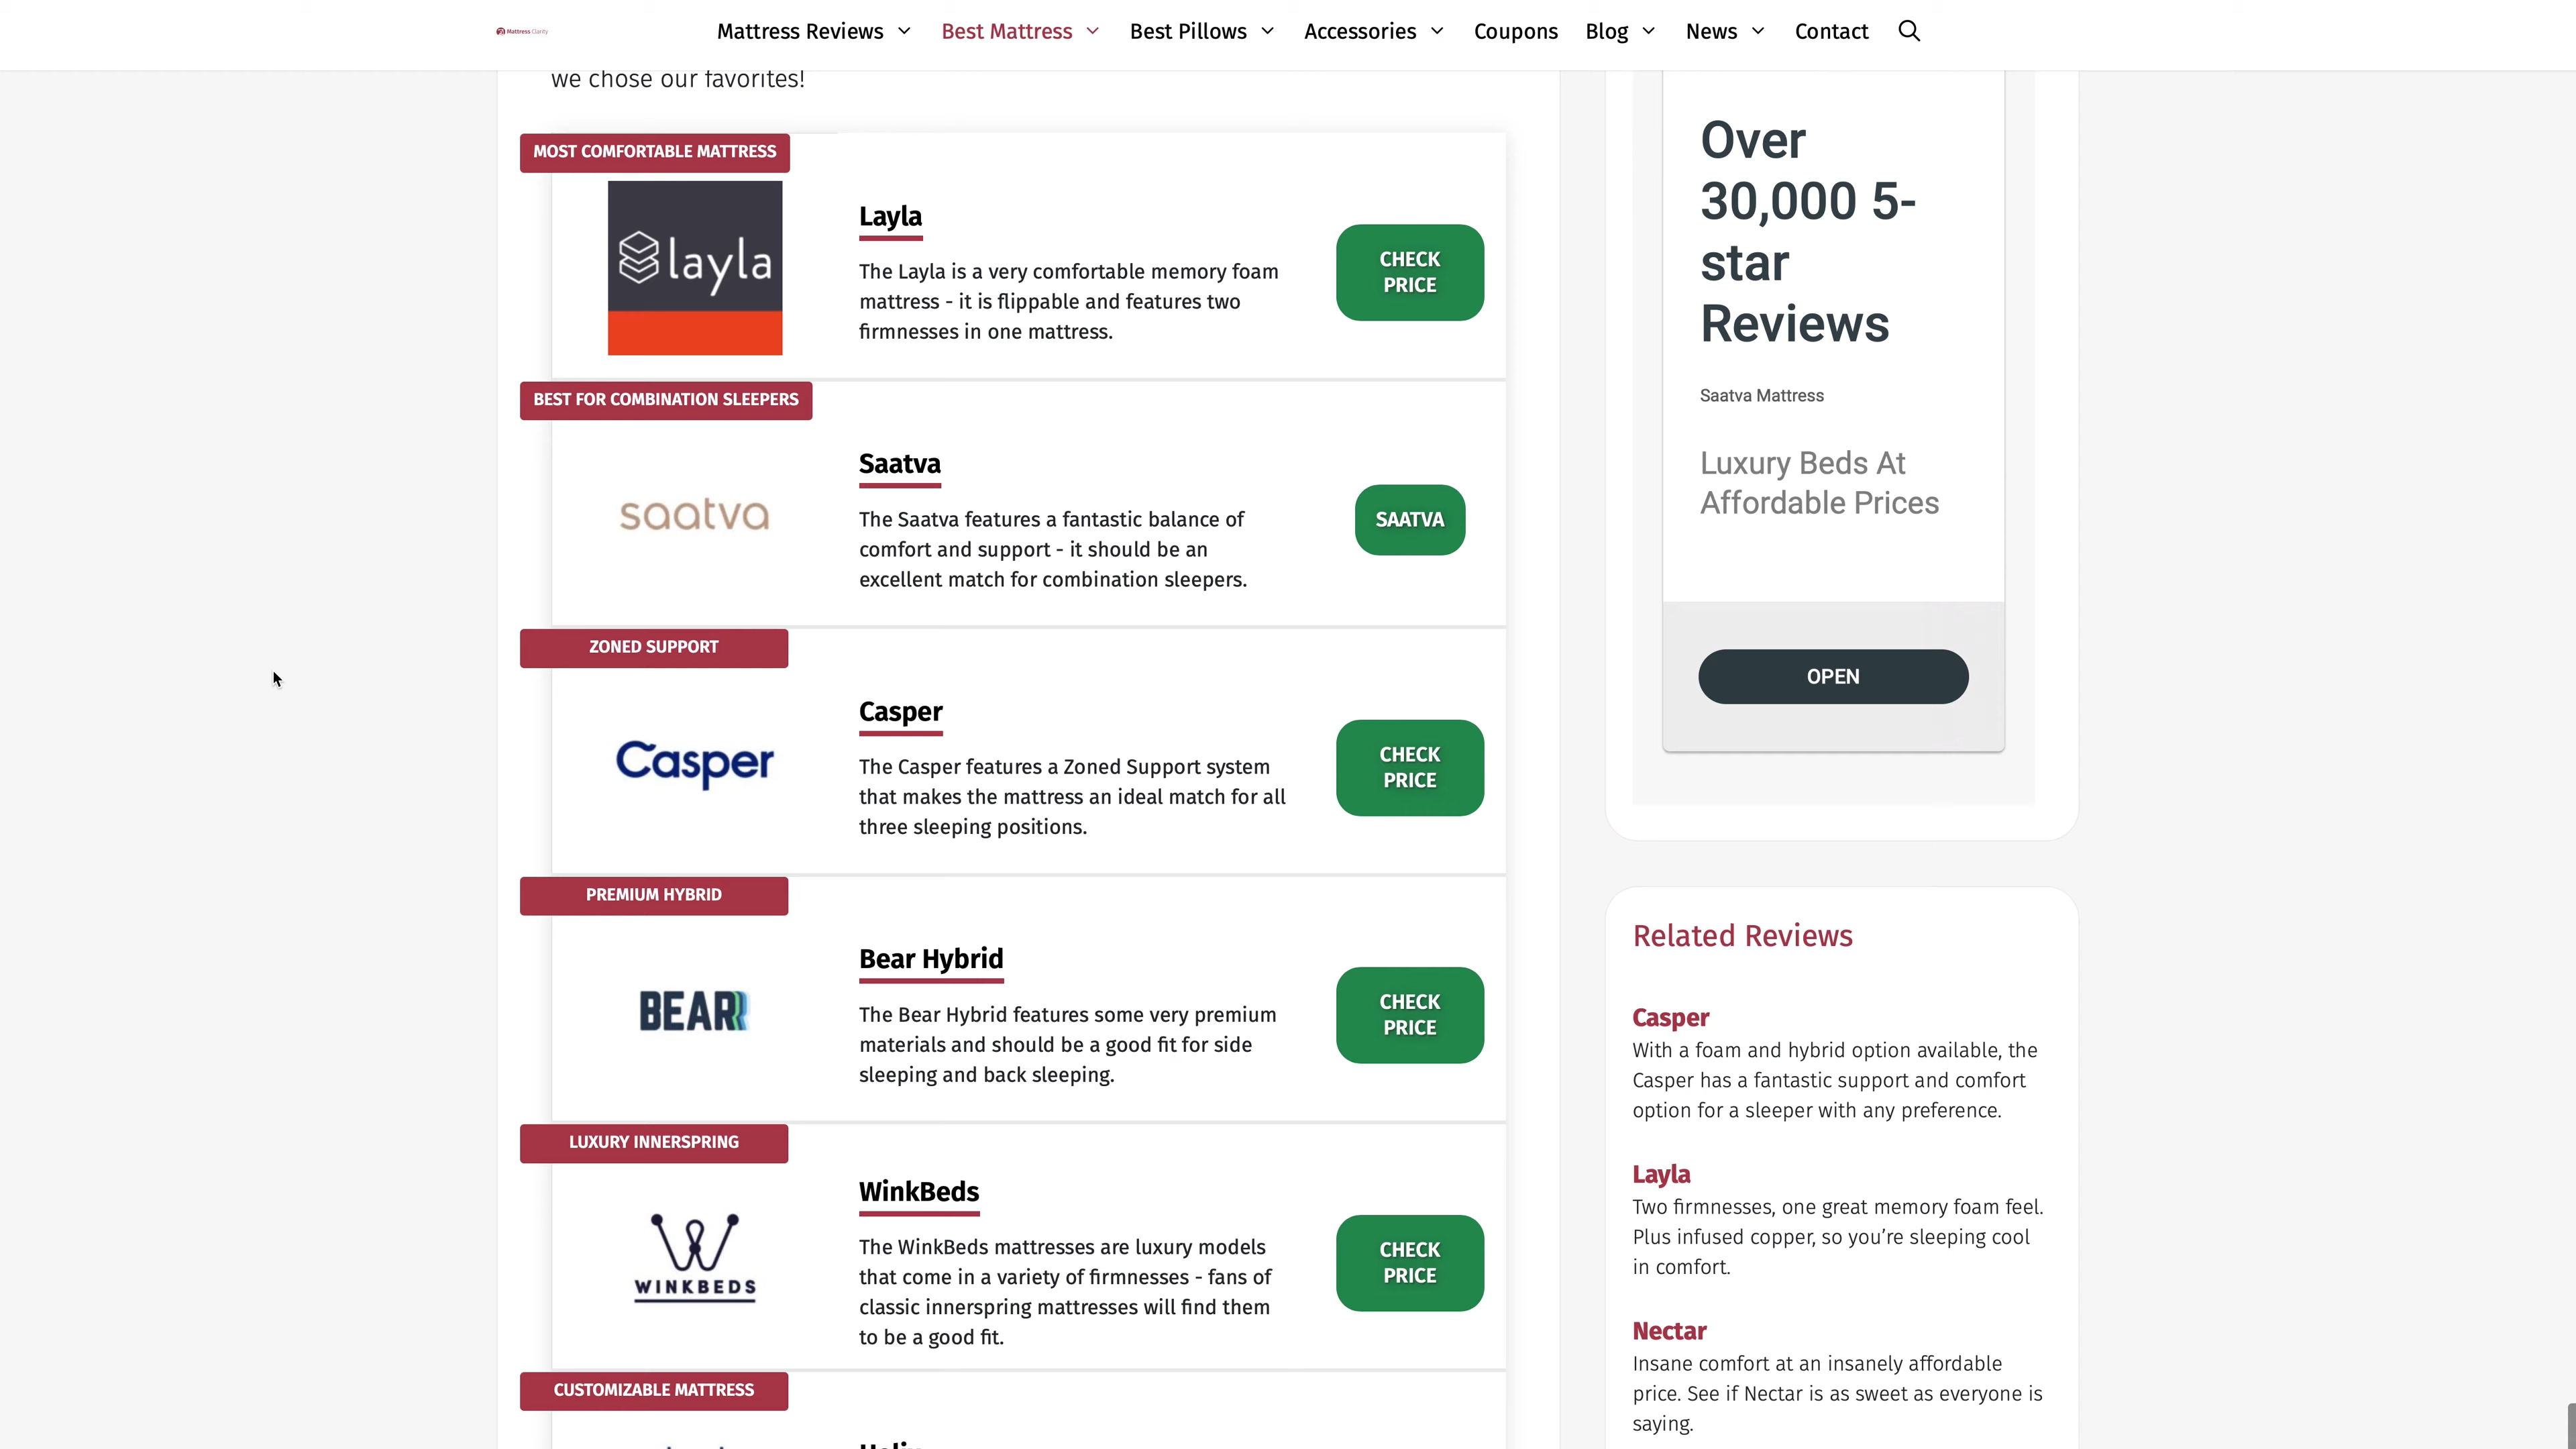 Mattress Clarity
Mattress Reviews
Best Mattress
Best Pillows
Accessories
Coupons
Blog
News
Contact
we chose our favorites!
MOST COMFORTABLE MATTRESS
layla
Layla
The Layla is a very comfortable memory foam
mattress - it is flippable and features two
firmnesses in one mattress.
CHECK
PRICE
BEST FOR COMBINATION SLEEPERS
saatva
Saatva
The Saatva features a fantastic balance of
comfort and support - it should be an
excellent match for combination sleepers.
SAATVA
ZONED SUPPORT
Casper
Casper
The Casper features a Zoned Support system
that makes the mattress an ideal match for all
three sleeping positions.
CHECK
PRICE
PREMIUM HYBRID
BEAR
Bear Hybrid
The Bear Hybrid features some very premium
materials and should be a good fit for side
sleeping and back sleeping.
CHECK
PRICE
LUXURY INNERSPRING
WINKBEDS
WinkBeds
The WinkBeds mattresses are luxury models
that come in a variety of firmnesses - fans of
classic innerspring mattresses will find them
to be a good fit.
CHECK
PRICE
CUSTOMIZABLE MATTRESS
Over
30,000 5-
star
Reviews
Saatva Mattress
Luxury Beds At
Affordable Prices
OPEN
Related Reviews
Casper
With a foam and hybrid option available, the
Casper has a fantastic support and comfort
option for a sleeper with any preference.
Layla
Two firmnesses, one great memory foam feel.
Plus infused copper, so you're sleeping cool
in comfort.
Nectar
Insane comfort at an insanely affordable
price. See if Nectar is as sweet as everyone is
saying.